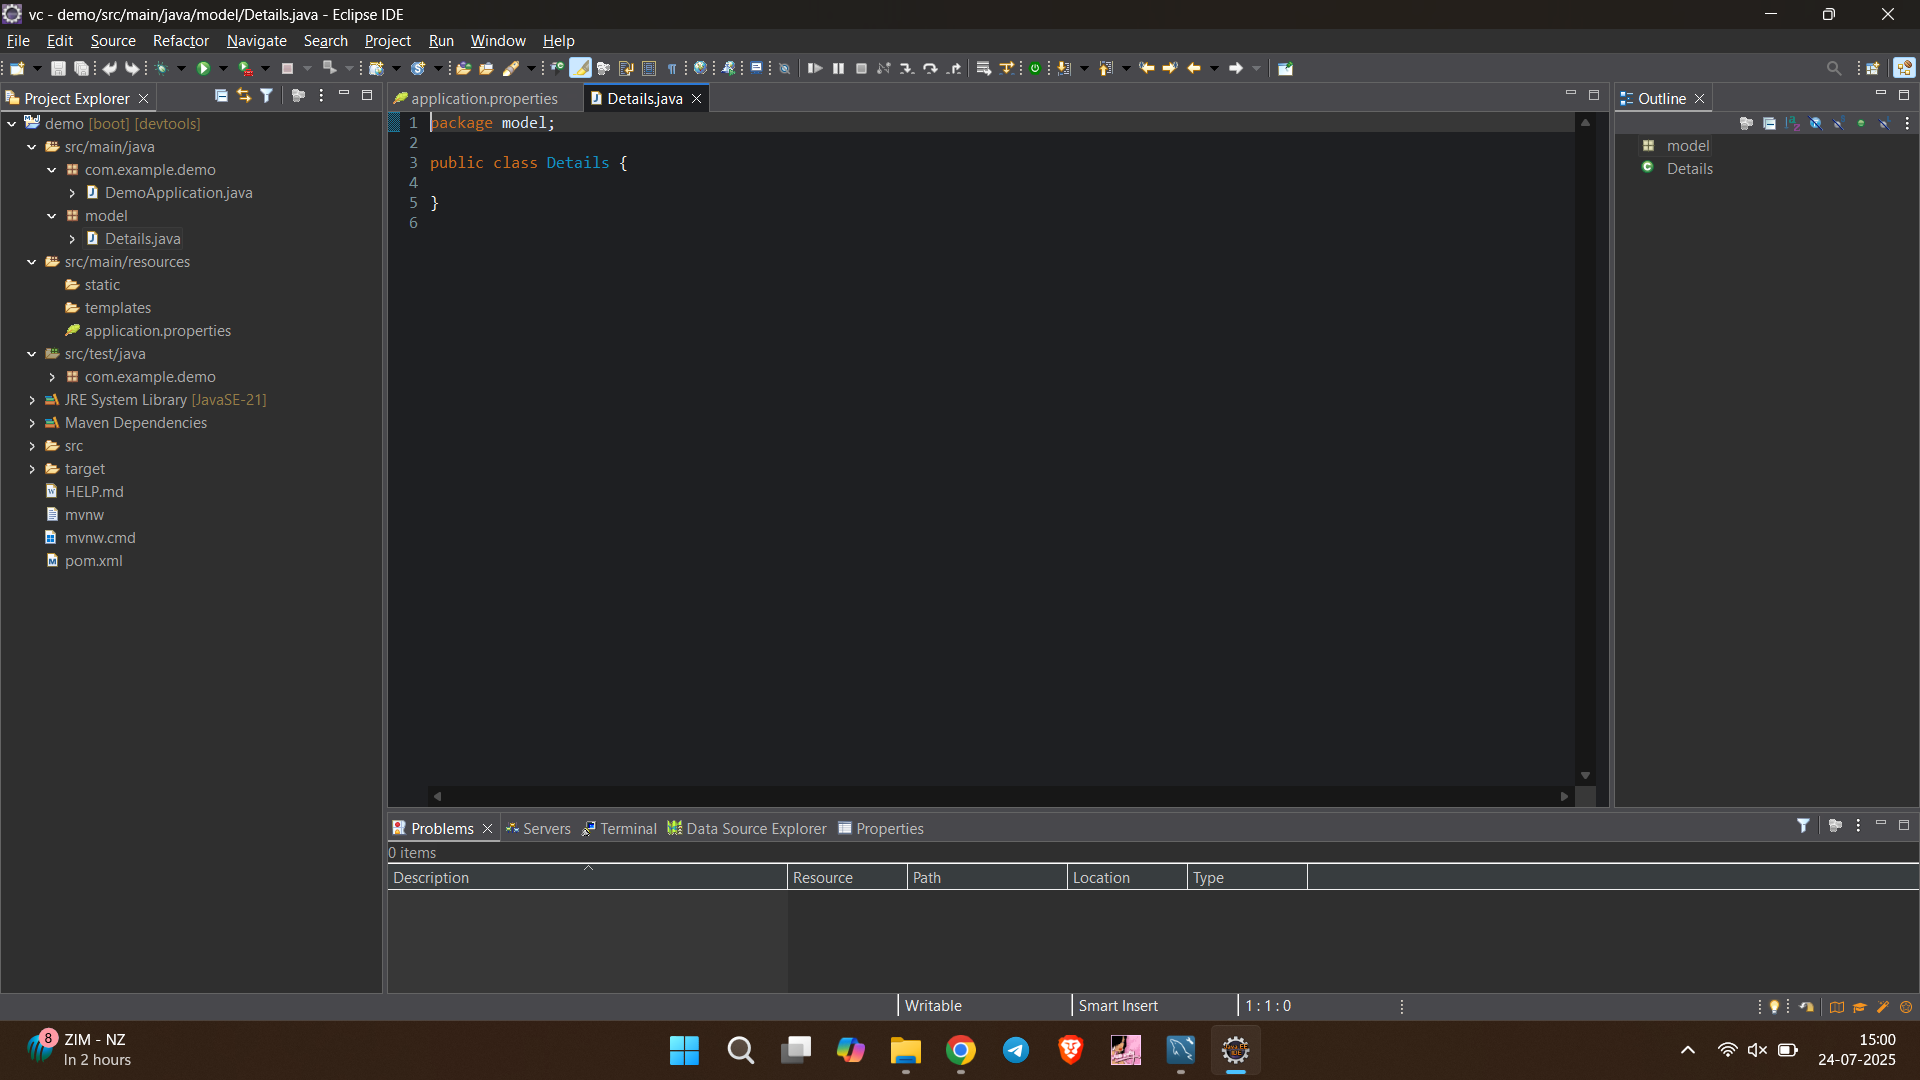 vc - demo/src/main/java/model/Details.java - Eclipse IDE
File Edit Source Refactor Navigate Search Project Run Window Help
Project Explorer
demo [boot] [devtools]
src/main/java
com.example.demo
DemoApplication.java
model
Details.java
src/main/resources
static
templates
application.properties
src/test/java
com.example.demo
JRE System Library [JavaSE-21]
Maven Dependencies
src
target
HELP.md
mvnw
mvnw.cmd
pom.xml
application.properties
Details.java
1 package model;
2
3 public class Details {
4
5 }
6
Outline
model
Details
Problems
Servers
Terminal
Data Source Explorer
Properties
0 items
Description Resource Path Location Type
Writable Smart Insert 1 : 1 : 0
8
ZIM - NZ
In 2 hours
15:00
24-07-2025